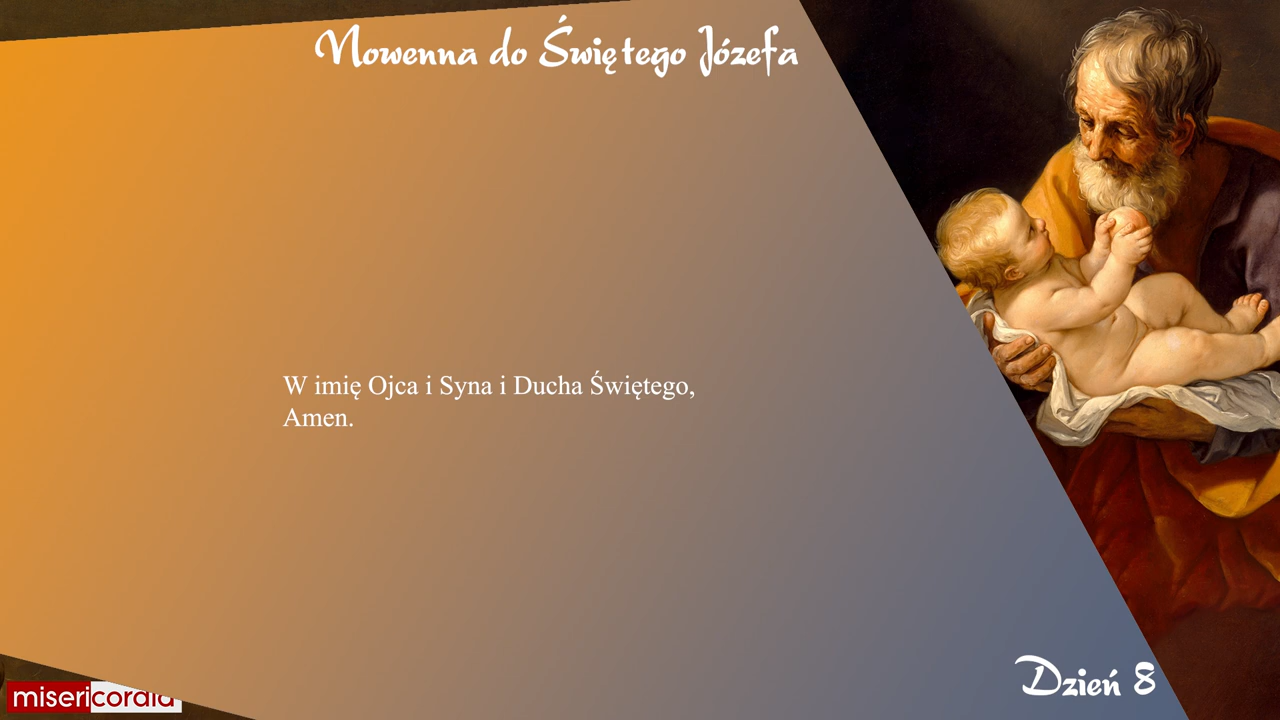 Nowenna do Świętego Józefa
W imię Ojca i Syna i Ducha Świętego,
Amen.
Dzień 8
misericordia